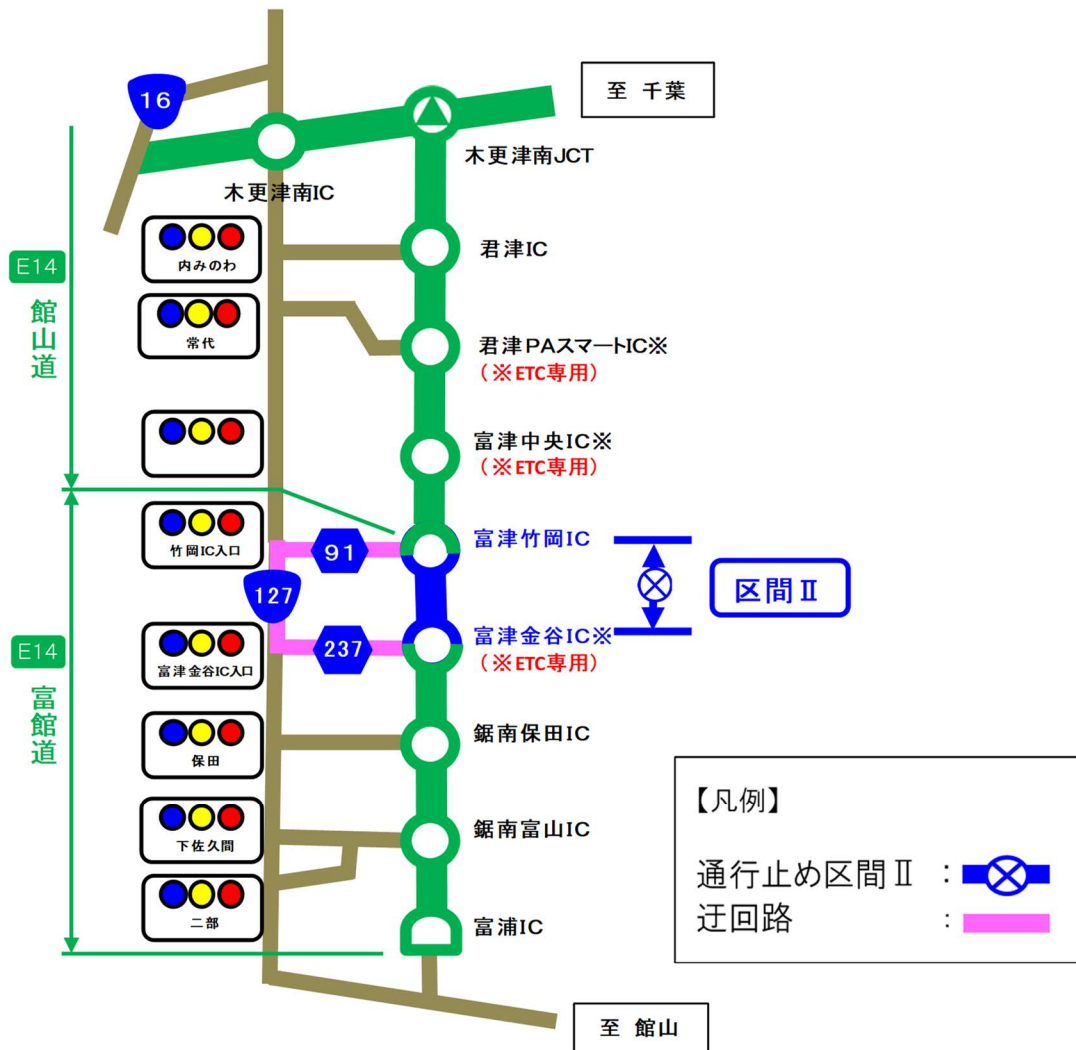 至 千葉
16
木更津南JCT
木更津南IC
内みのわ
君津IC
E14
館山道
常代
君津PAスマートIC※
(※ETC専用)
富津中央IC※
(※ETC専用)
竹岡IC入口
91
富津竹岡IC
127
区間Ⅱ
富津金谷IC入口
237
富津金谷IC※
(※ETC専用)
E14
富館道
保田
鋸南保田IC
下佐久間
鋸南富山IC
二部
富浦IC
至 館山
【凡例】
通行止め区間Ⅱ :
迂回路 :